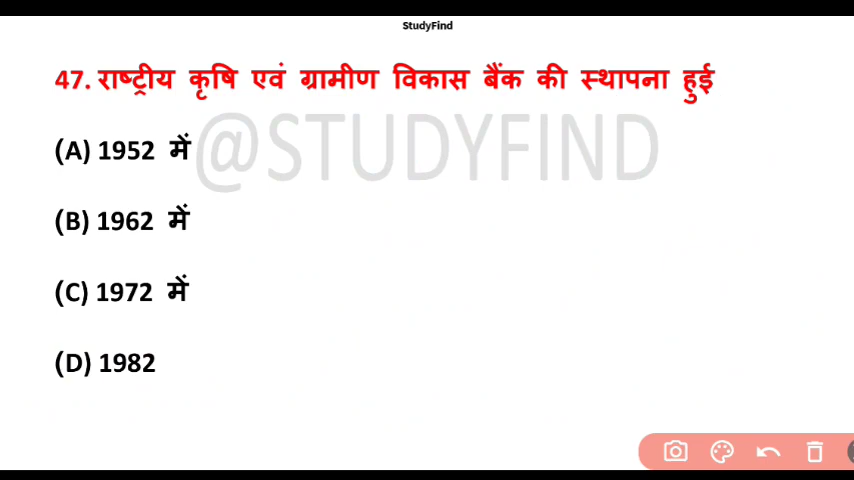 StudyFind
47. राष्ट्रीय कृषि एवं ग्रामीण विकास बैंक की स्थापना हुई
@STUDYFIND
(A) 1952 में
(B) 1962 में
(C) 1972 में
(D) 1982